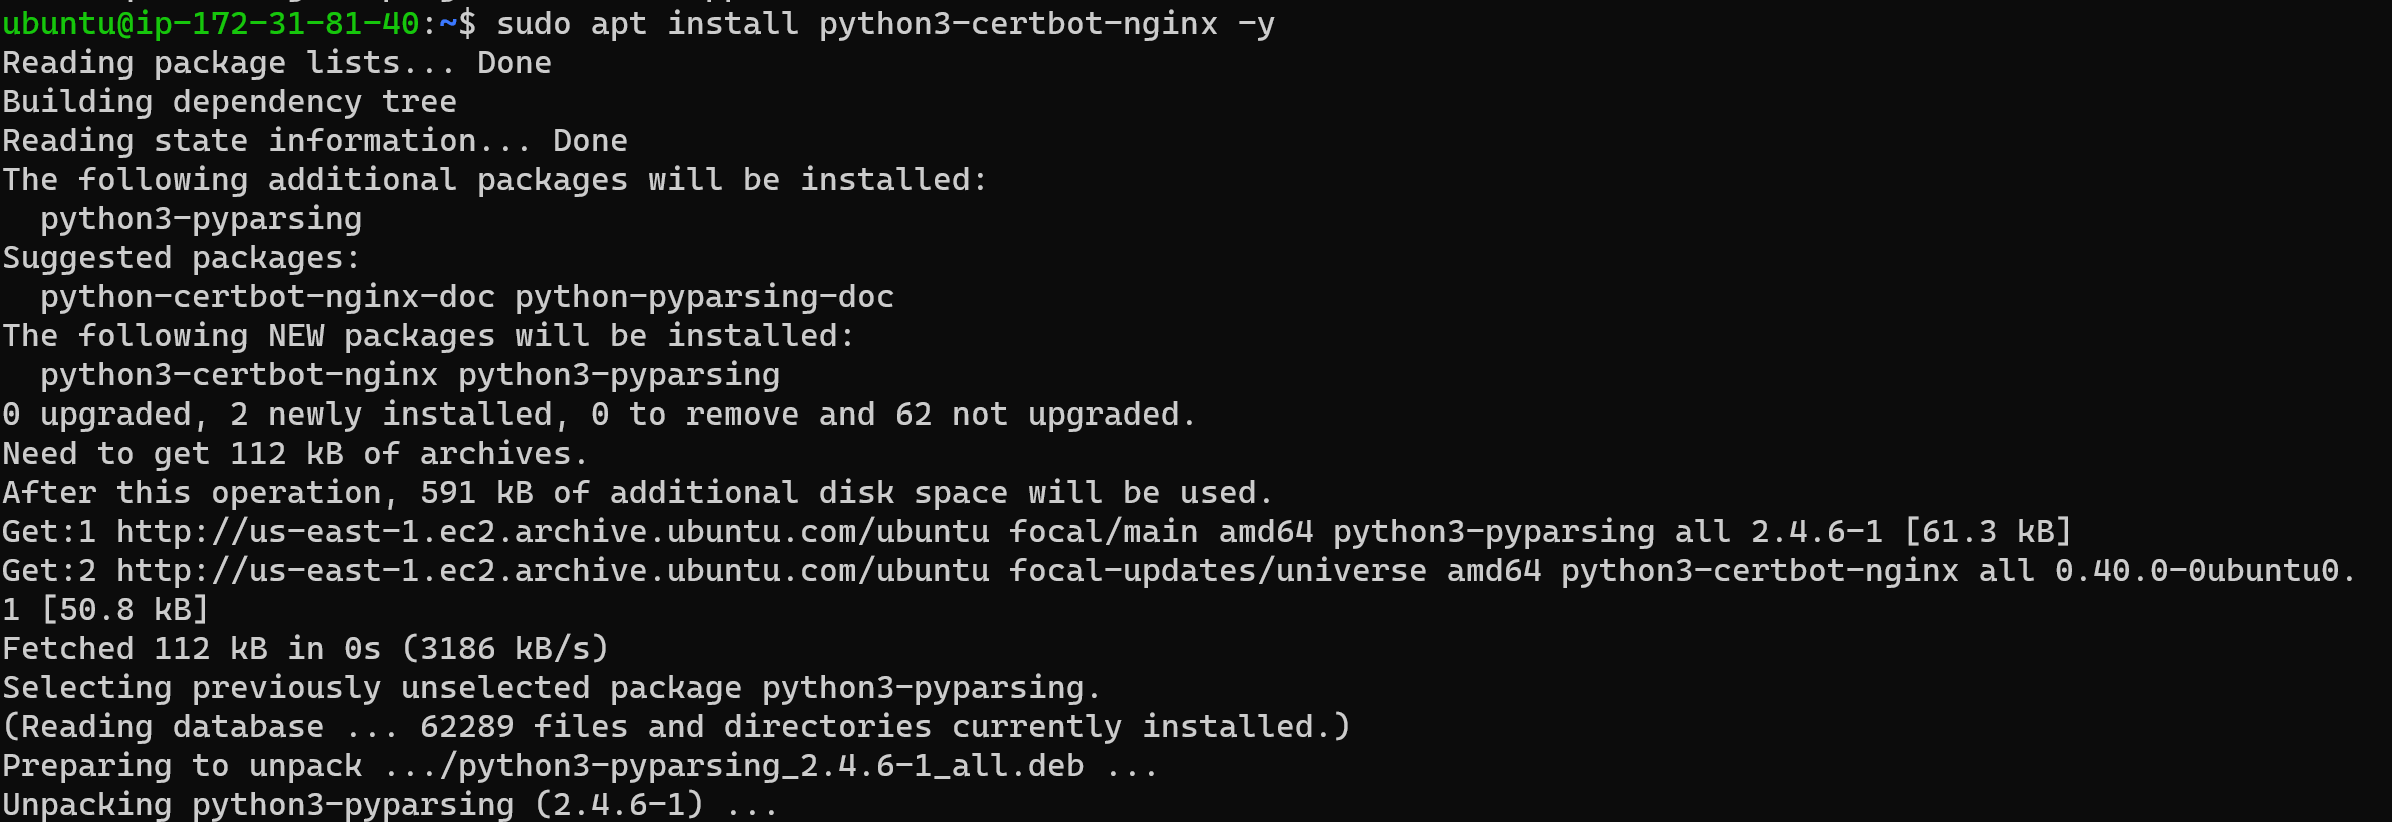 ubuntu@ip-172-31-81-40:~$ sudo apt install python3-certbot-nginx -y
Reading package lists... Done
Building dependency tree
Reading state information... Done
The following additional packages will be installed:
  python3-pyparsing
Suggested packages:
  python-certbot-nginx-doc python-pyparsing-doc
The following NEW packages will be installed:
  python3-certbot-nginx python3-pyparsing
0 upgraded, 2 newly installed, 0 to remove and 62 not upgraded.
Need to get 112 kB of archives.
After this operation, 591 kB of additional disk space will be used.
Get:1 http://us-east-1.ec2.archive.ubuntu.com/ubuntu focal/main amd64 python3-pyparsing all 2.4.6-1 [61.3 kB]
Get:2 http://us-east-1.ec2.archive.ubuntu.com/ubuntu focal-updates/universe amd64 python3-certbot-nginx all 0.40.0-0ubuntu0.
1 [50.8 kB]
Fetched 112 kB in 0s (3186 kB/s)
Selecting previously unselected package python3-pyparsing.
(Reading database ... 62289 files and directories currently installed.)
Preparing to unpack .../python3-pyparsing_2.4.6-1_all.deb ...
Unpacking python3-pyparsing (2.4.6-1) ...